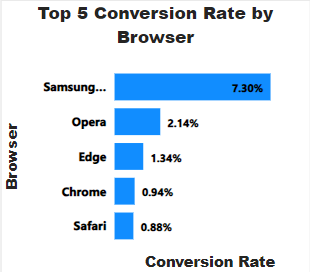 Top 5 Conversion Rate by
Browser
Samsung... 7.30%
Opera 2.14%
Edge 1.34%
Chrome 0.94%
Safari 0.88%
Browser
Conversion Rate